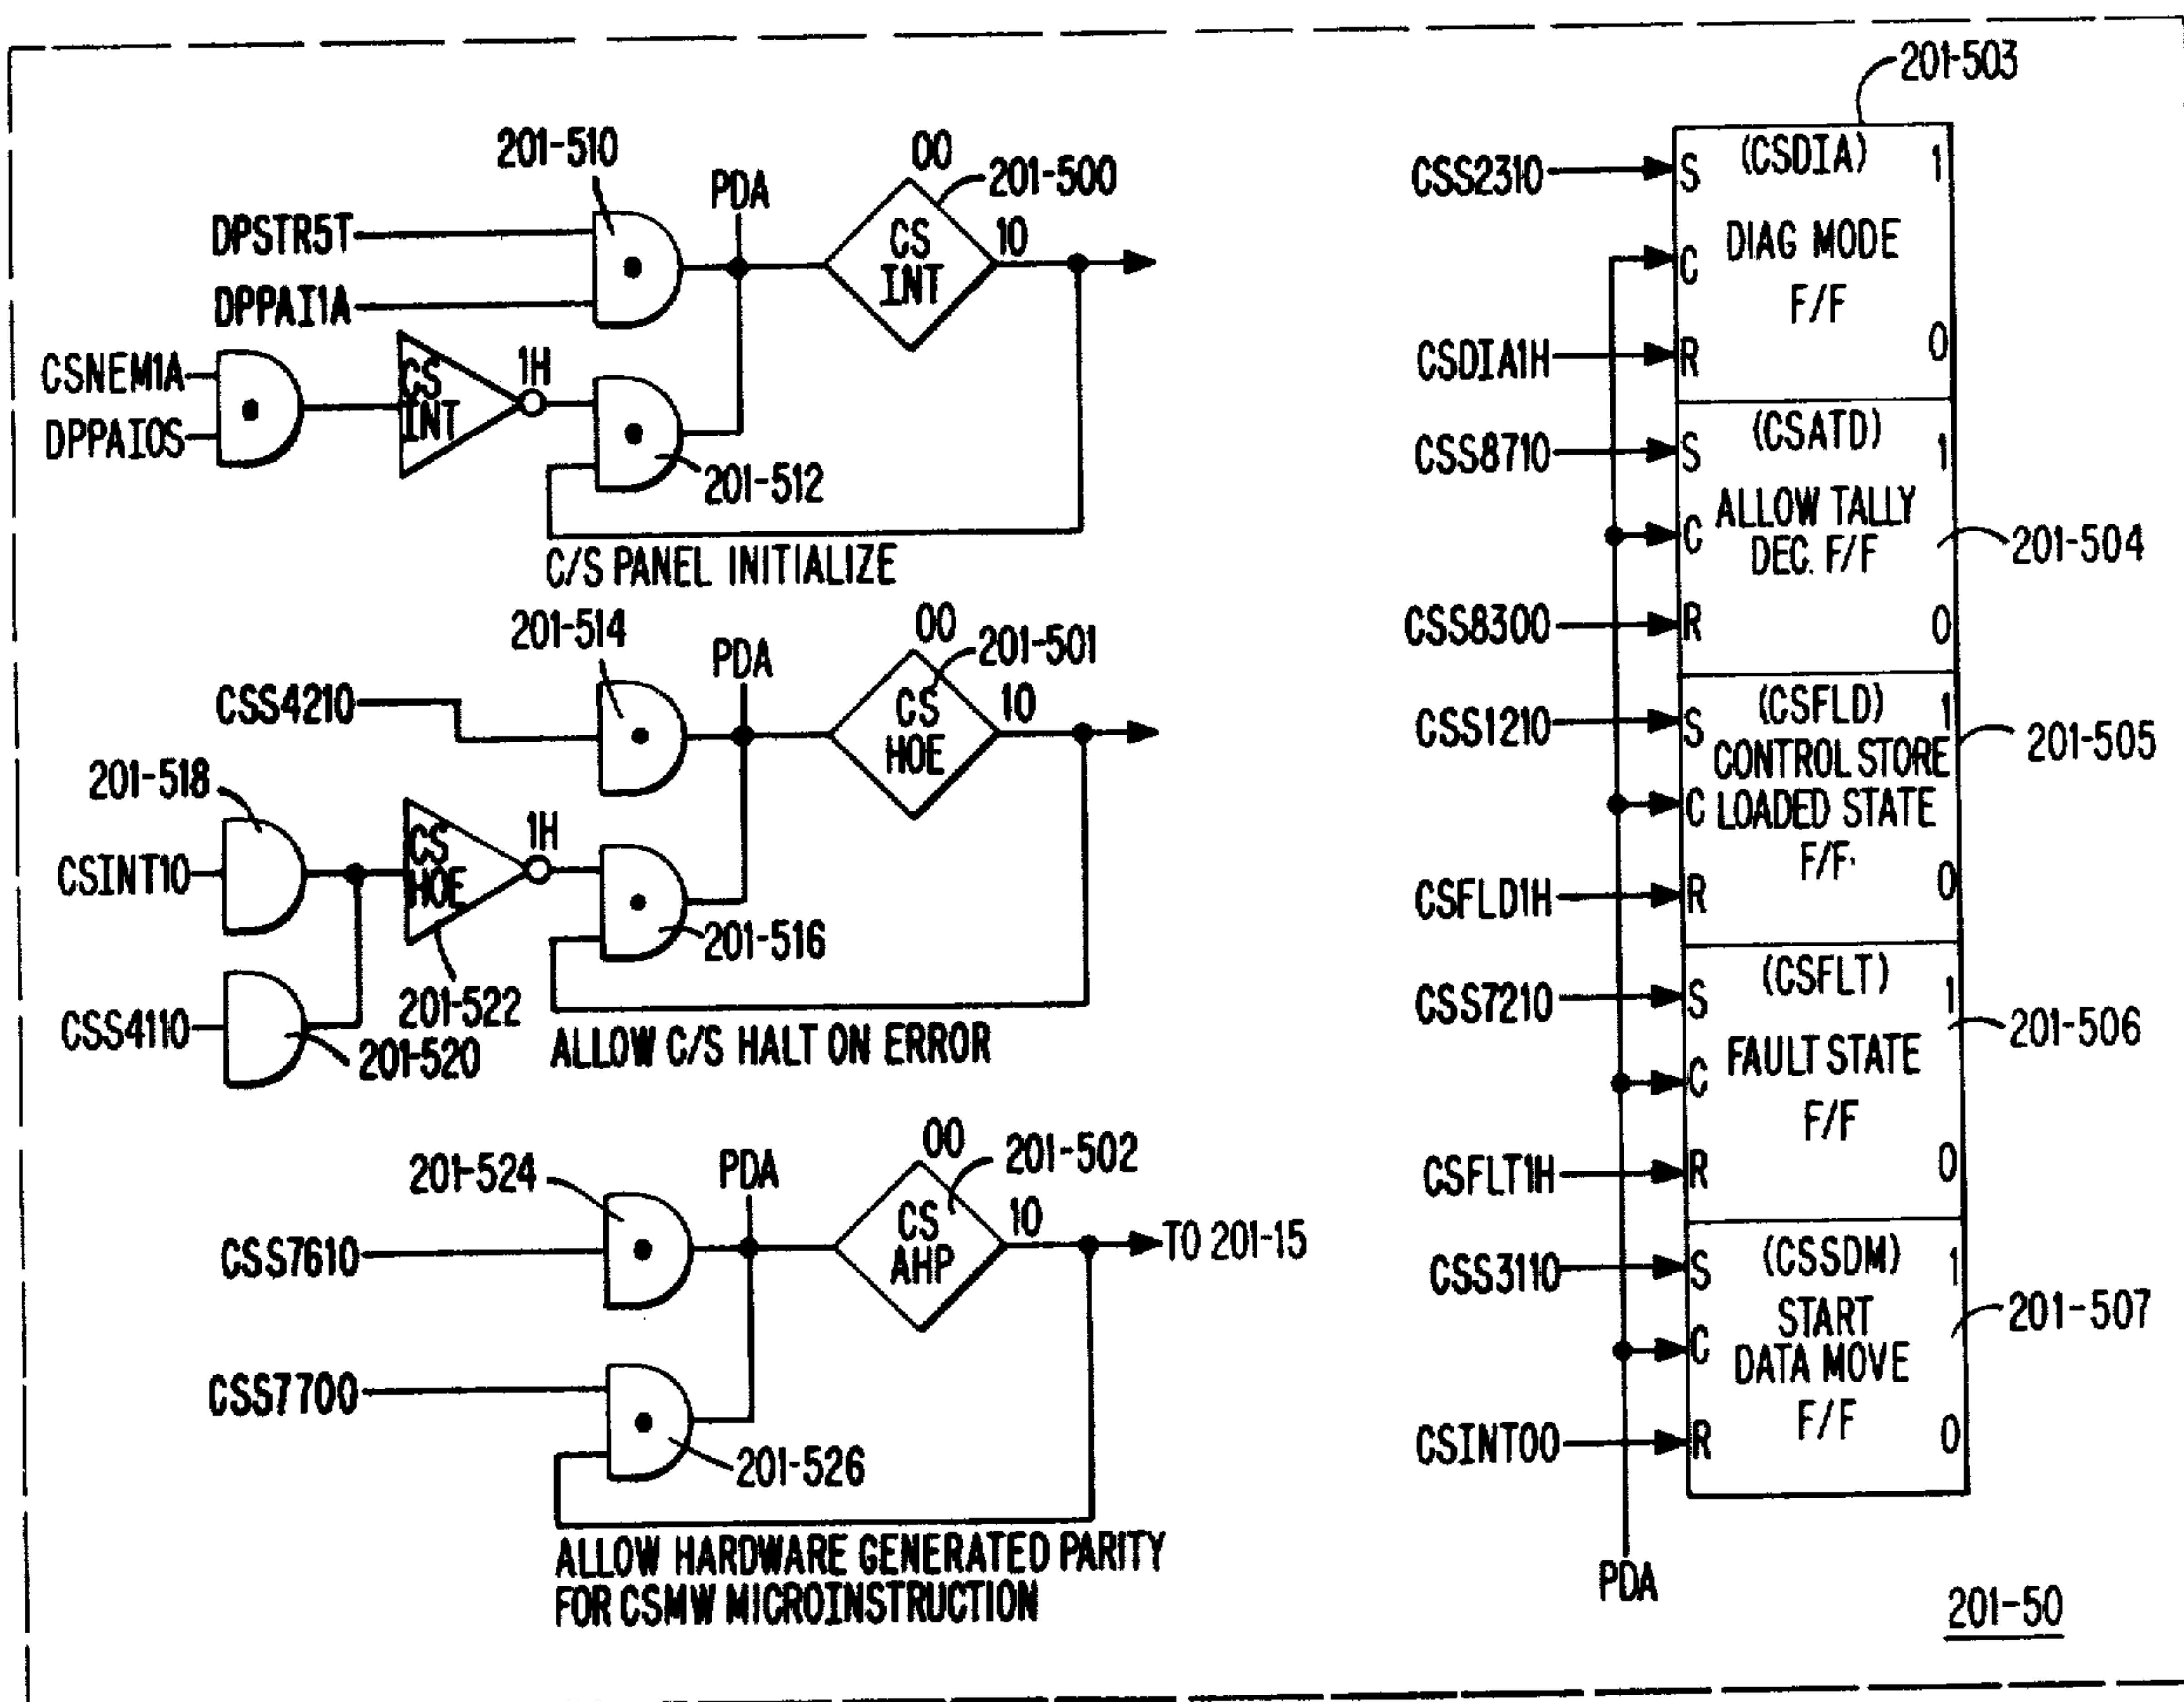 201-510
PDA
00
201-500
DPSTR5T
CS
INT
10
DPPAI1A
CSNEM1A
DPPAI0S
CS
INT
1H
201-512
C/S PANEL INITIALIZE
201-514
PDA
00
201-501
CSS4210
CS
HOE
10
201-518
CSINT10
CS
HOE
1H
201-516
CSS4110
201-522
201-520
ALLOW C/S HALT ON ERROR
201-524
PDA
00
201-502
CSS7610
CS
AHP
10
TO 201-15
CSS7700
201-526
ALLOW HARDWARE GENERATED PARITY
FOR CSMW MICROINSTRUCTION
201-503
CSS2310
S
(CSDIA)
1
DIAG MODE
F/F
C
CSDIA1H
R
0
CSS8710
S
(CSATD)
1
ALLOW TALLY
DEC. F/F
C
201-504
CSS8300
R
0
CSS1210
S
(CSFLD)
1
CONTROL STORE
LOADED STATE
F/F
201-505
C
CSFLD1H
R
0
CSS7210
S
(CSFLT)
1
201-506
FAULT STATE
F/F
C
CSFLT1H
R
0
CSS3110
S
(CSSDM)
1
START
DATA MOVE
F/F
201-507
C
CSINT00
R
0
PDA
201-50